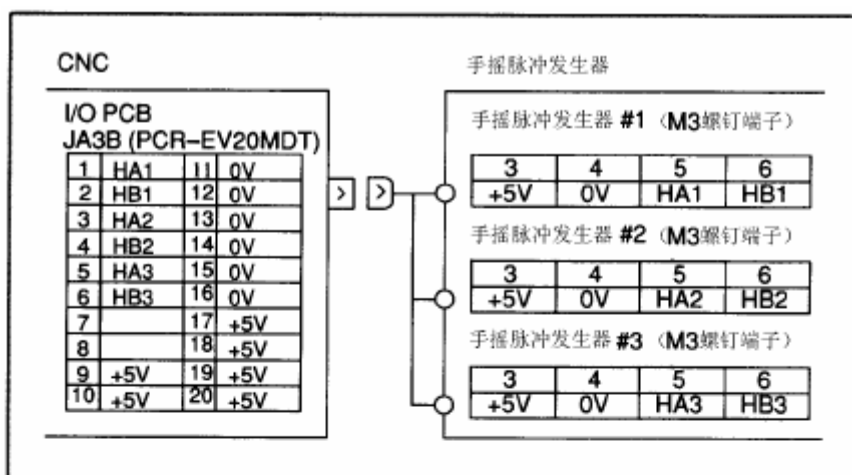 CNC
手摇脉冲发生器
I/O PCB
JA3B (PCR-EV20MDT)
1 HA1 11 0V
2 HB1 12 0V
3 HA2 13 0V
4 HB2 14 0V
5 HA3 15 0V
6 HB3 16 0V
7 17 +5V
8 18 +5V
9 +5V 19 +5V
10 +5V 20 +5V
手摇脉冲发生器 #1 (M3螺钉端子)
3 4 5 6
+5V 0V HA1 HB1
手摇脉冲发生器 #2 (M3螺钉端子)
3 4 5 6
+5V 0V HA2 HB2
手摇脉冲发生器 #3 (M3螺钉端子)
3 4 5 6
+5V 0V HA3 HB3